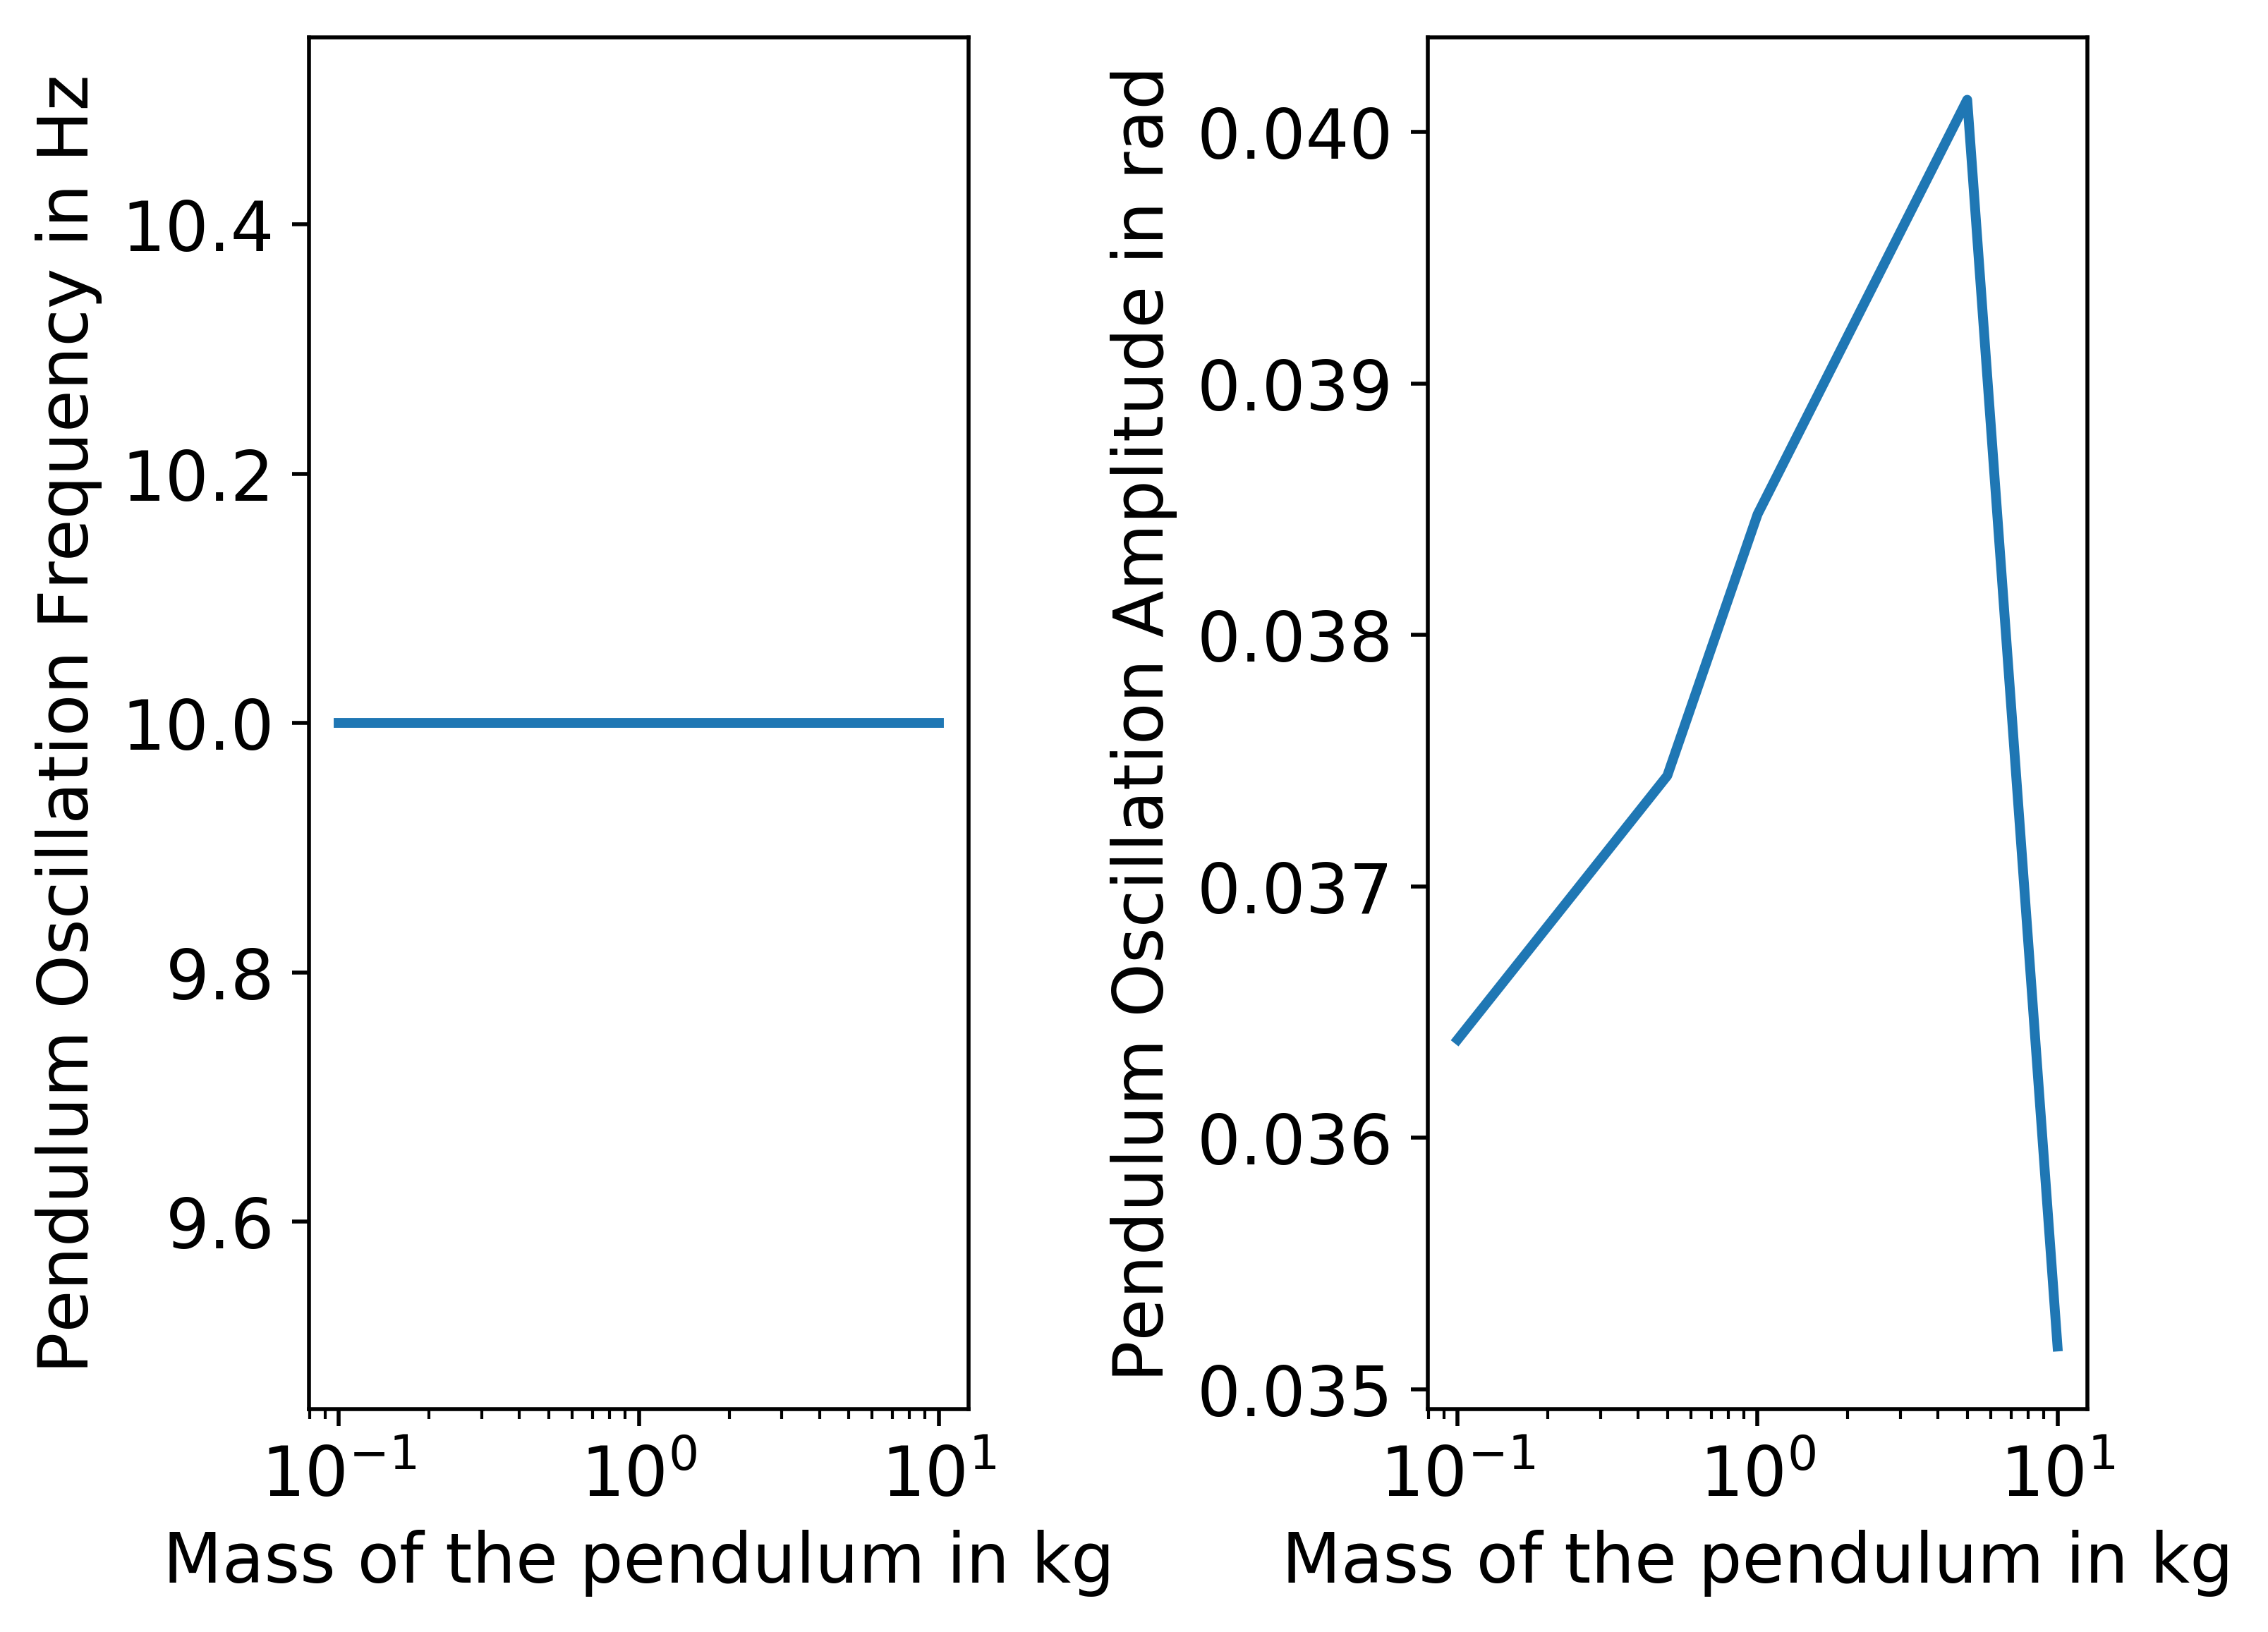 Pendulum Oscillation Frequency in Hz
10.4
10.2
10.0
9.8
9.6
10⁻¹ 10⁰ 10¹
Mass of the pendulum in kg
Pendulum Oscillation Amplitude in rad
0.040
0.039
0.038
0.037
0.036
0.035
10⁻¹ 10⁰ 10¹
Mass of the pendulum in kg